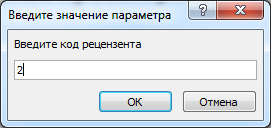 Введите значение параметра
Введите код рецензента
2
ОК
Отмена